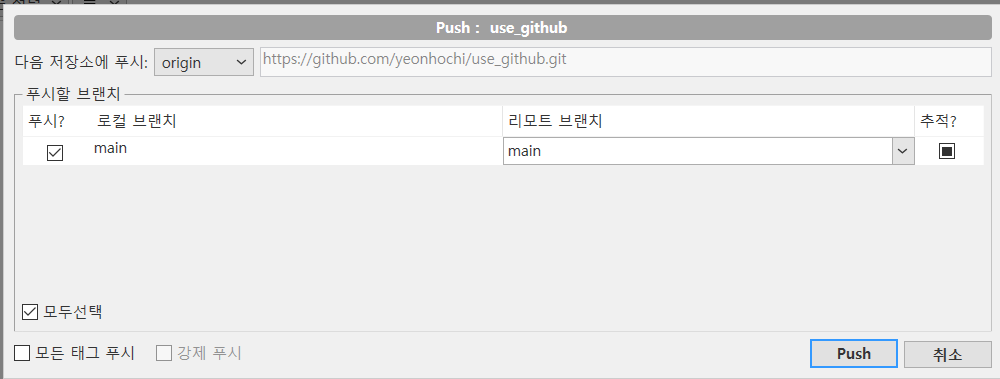 Push : use_github
다음 저장소에 푸시: origin https://github.com/yeonhochi/use_github.git
푸시할 브랜치
푸시? 로컬 브랜치 리모트 브랜치 추적?
main main
모두선택
모든 태그 푸시 강제 푸시 Push 취소